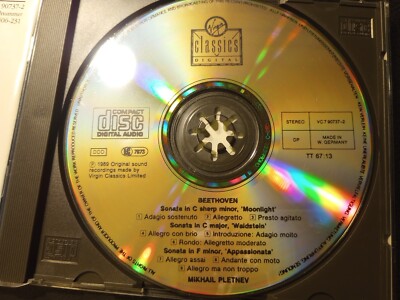 90737-2
Virgin
classics
DIGITAL
COMPACT
disc
DIGITAL AUDIO
DDD
7873
STEREO
VC 7 90737-2
DP
MADE IN
W. GERMANY
TT 67:13
℗ 1989 Original sound
recordings made by
Virgin Classics Limited
BEETHOVEN
Sonata in C sharp minor, 'Moonlight'
1 Adagio sostenuto 2 Allegretto 3 Presto agitato
Sonata in C major, 'Waldstein'
4 Allegro con brio 5 Introduzione: Adagio molto
6 Rondo: Allegretto moderato
Sonata in F minor, 'Appassionata'
7 Allegro assai 8 Andante con moto
9 Allegro ma non troppo
MIKHAIL PLETNEV